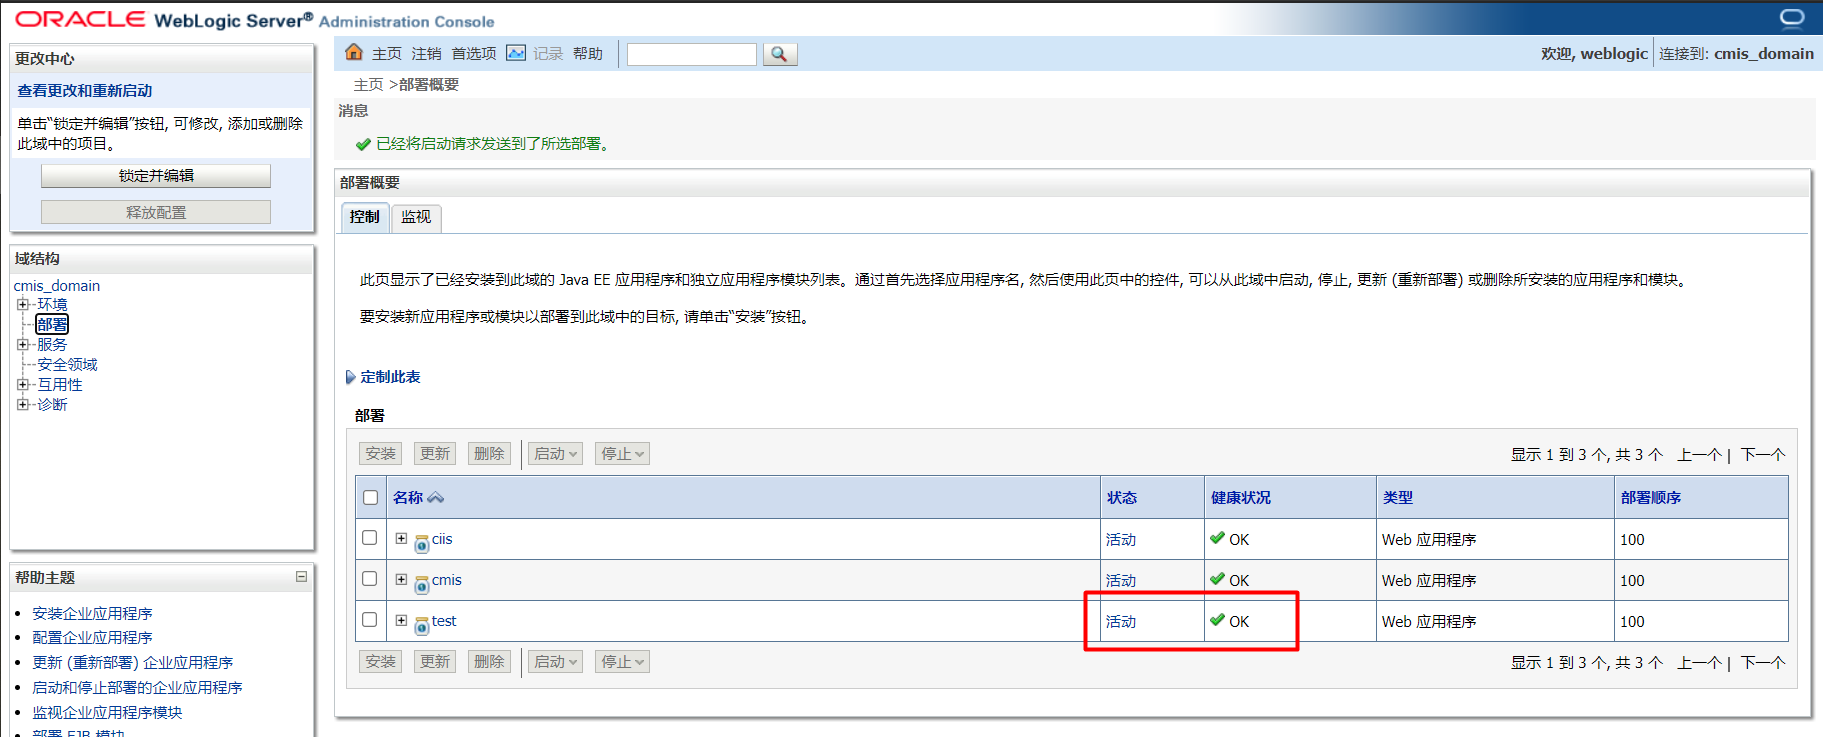 ORACLE WebLogic Server® Administration Console
更改中心
查看更改和重新启动
单击“锁定并编辑”按钮, 可修改, 添加或删除
此域中的项目。
锁定并编辑
释放配置
域结构
cmis_domain
环境
部署
服务
安全领域
互用性
诊断
帮助主题
安装企业应用程序
配置企业应用程序
更新 (重新部署) 企业应用程序
启动和停止部署的企业应用程序
监视企业应用程序模块
部署 EJB 模块
主页 注销 首选项 记录 帮助
欢迎, weblogic 连接到: cmis_domain
主页 >部署概要
消息
已经将启动请求发送到了所选部署。
部署概要
控制 监视
此页显示了已经安装到此域的 Java EE 应用程序和独立应用程序模块列表。通过首先选择应用程序名, 然后使用此页中的控件, 可以从此域中启动, 停止, 更新 (重新部署) 或删除所安装的应用程序和模块。
要安装新应用程序或模块以部署到此域中的目标, 请单击“安装”按钮。
定制此表
部署
安装 更新 删除 启动 停止 显示 1 到 3 个, 共 3 个 上一个 | 下一个
名称 状态 健康状况 类型 部署顺序
ciis 活动 OK Web 应用程序 100
cmis 活动 OK Web 应用程序 100
test 活动 OK Web 应用程序 100
安装 更新 删除 启动 停止 显示 1 到 3 个, 共 3 个 上一个 | 下一个